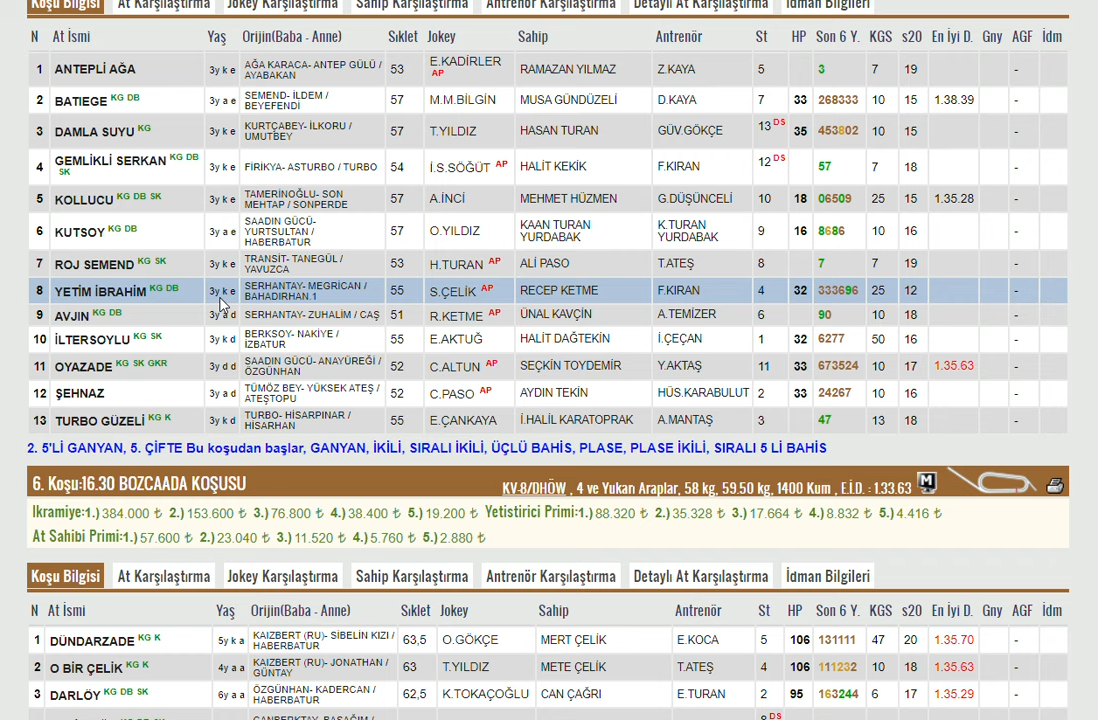 Koşu Bilgisi At Karşılaştırma Jokey Karşılaştırma Sahip Karşılaştırma Antrenör Karşılaştırma Detaylı At Karşılaştırma İdman Bilgileri
N At İsmi Yaş Orijin(Baba - Anne) Sıklet Jokey Sahip Antrenör St HP Son 6 Y. KGS s20 En İyi D. Gny AGF İdm
1 ANTEPLİ AĞA 3y k e AĞA KARACA- ANTEP GÜLÜ / AYABAKAN 53 E.KADİRLER AP RAMAZAN YILMAZ Z.KAYA 5 3 7 19 -
2 BATIEGE KG DB 3y a e SEMEND- İLDEM / BEYEFENDİ 57 M.M.BİLGİN MUSA GÜNDÜZELİ D.KAYA 7 33 268333 10 15 1.38.39 -
3 DAMLA SUYU KG 3y k e KURTÇABEY- İLKORU / UMUTBEY 57 T.YILDIZ HASAN TURAN GÜV.GÖKÇE 13 DS 35 453802 10 15 -
4 GEMLİKLİ SERKAN KG DB SK 3y k e FİRİKYA- ASTURBO / TURBO 54 İ.S.SÖĞÜT AP HALİT KEKİK F.KIRAN 12 DS 57 7 18 -
5 KOLLUCU KG DB SK 3y k e TAMERİNOĞLU- SON MEHTAP / SONPERDE 57 A.İNCİ MEHMET HÜZMEN G.DÜŞÜNCELİ 10 18 06509 25 15 1.35.28 -
6 KUTSOY KG DB 3y a e SAADIN GÜCÜ- YURTSULTAN / HABERBATUR 57 O.YILDIZ KAAN TURAN YURDABAK K.TURAN YURDABAK 9 16 8686 10 16 -
7 ROJ SEMEND KG SK 3y k e TRANSIT- TANEGÜL / YAVUZCA 53 H.TURAN AP ALİ PASO T.ATEŞ 8 7 7 19 -
8 YETİM İBRAHİM KG DB 3y k e SERHANTAY- MEGRİCAN / BAHADIRHAN.1 55 S.ÇELİK AP RECEP KETME F.KIRAN 4 32 333696 25 12 -
9 AVJIN KG DB 3y a d SERHANTAY- ZUHALİM / CAŞ 51 R.KETME AP ÜNAL KAVÇİN A.TEMİZER 6 90 10 18 -
10 İLTERSOYLU KG SK 3y k d BERKSOY- NAKİYE / İZBATUR 55 E.AKTUĞ HALİT DAĞTEKİN İ.ÇEÇAN 1 32 6277 50 16 -
11 OYAZADE KG SK GKR 3y d d SAADIN GÜCÜ- ANAYÜREĞİ / ÖZGÜNHAN 52 C.ALTUN AP SEÇKİN TOYDEMİR Y.AKTAŞ 11 33 673524 10 17 1.35.63 -
12 ŞEHNAZ 3y a d TÜMÖZ BEY- YÜKSEK ATEŞ / ATEŞTOPU 52 C.PASO AP AYDIN TEKİN HÜS.KARABULUT 2 33 24267 10 16 -
13 TURBO GÜZELİ KG K 3y k d TURBO- HİSARPINAR / HİSARHAN 55 E.ÇANKAYA İ.HALİL KARATOPRAK A.MANTAŞ 3 47 13 18 -
2. 5'Lİ GANYAN, 5. ÇİFTE Bu koşudan başlar, GANYAN, İKİLİ, SIRALI İKİLİ, ÜÇLÜ BAHİS, PLASE, PLASE İKİLİ, SIRALI 5 Lİ BAHİS
6. Koşu:16.30 BOZCAADA KOŞUSU KV-8/DHÖW , 4 ve Yukarı Araplar, 58 kg, 59.50 kg, 1400 Kum , E.İ.D. : 1.33.63 M
Ikramiye:1.) 384.000 ₺ 2.) 153.600 ₺ 3.) 76.800 ₺ 4.) 38.400 ₺ 5.) 19.200 ₺ Yetistirici Primi:1.) 88.320 ₺ 2.) 35.328 ₺ 3.) 17.664 ₺ 4.) 8.832 ₺ 5.) 4.416 ₺
At Sahibi Primi:1.) 57.600 ₺ 2.) 23.040 ₺ 3.) 11.520 ₺ 4.) 5.760 ₺ 5.) 2.880 ₺
Koşu Bilgisi At Karşılaştırma Jokey Karşılaştırma Sahip Karşılaştırma Antrenör Karşılaştırma Detaylı At Karşılaştırma İdman Bilgileri
N At İsmi Yaş Orijin(Baba - Anne) Sıklet Jokey Sahip Antrenör St HP Son 6 Y. KGS s20 En İyi D. Gny AGF İdm
1 DÜNDARZADE KG K 5y k a KAIZBERT (RU)- SİBELİN KIZI / HABERBATUR 63,5 O.GÖKÇE MERT ÇELİK E.KOCA 5 106 131111 47 20 1.35.70 -
2 O BİR ÇELİK KG K 4y a a KAIZBERT (RU)- JONATHAN / GÜNTAY 63 T.YILDIZ METE ÇELİK T.ATEŞ 4 106 111232 10 18 1.35.63 -
3 DARLÖY KG DB SK 6y a a ÖZGÜNHAN- KADERCAN / HABERBATUR 62,5 K.TOKAÇOĞLU CAN ÇAĞRI E.TURAN 2 95 163244 6 17 1.35.29 -
CANBERKTAY- BAŞAĞIM / 8 DS